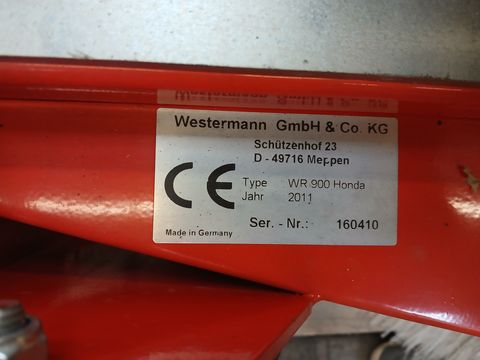 Westermann GmbH & Co. KG
Schützenhof 23
D - 49716 Meppen
CE
Type WR 900 Honda
Jahr 2011
Ser. - Nr.: 160410
Made in Germany